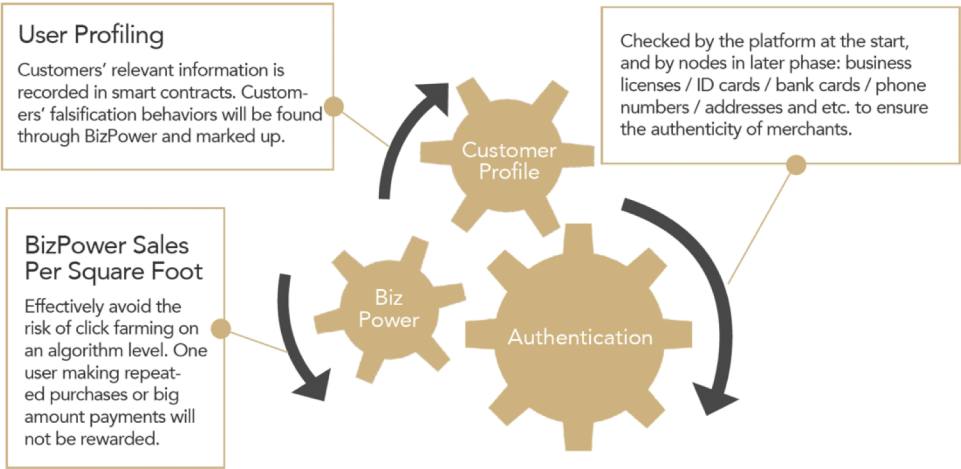 User Profiling
Customers’ relevant information is
recorded in smart contracts. Custom-
ers’ falsification behaviors will be found
through BizPower and marked up.
Checked by the platform at the start,
and by nodes in later phase: business
licenses / ID cards / bank cards / phone
numbers / addresses and etc. to ensure
the authenticity of merchants.
Customer
Profile
BizPower Sales
Per Square Foot
Effectively avoid the
risk of click farming on
an algorithm level. One
user making repeat-
ed purchases or big
amount payments will
not be rewarded.
Biz
Power
Authentication